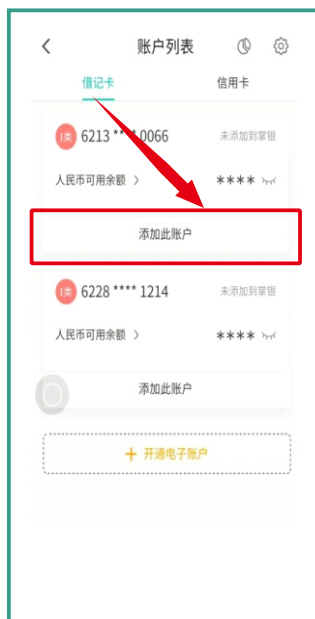 账户列表
借记卡 信用卡
1类 6213 **** 0066 未添加到掌银
人民币可用余额 > ****
添加此账户
1类 6228 **** 1214 未添加到掌银
人民币可用余额 > ****
添加此账户
+ 开通电子账户